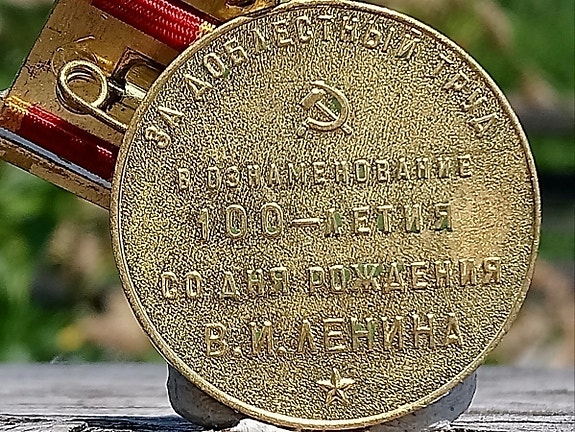 ЗА ДОБЛЕСТНЫЙ ТРУД
В ОЗНАМЕНОВАНИЕ
100-ЛЕТИЯ
СО ДНЯ РОЖДЕНИЯ
В.И.ЛЕНИНА